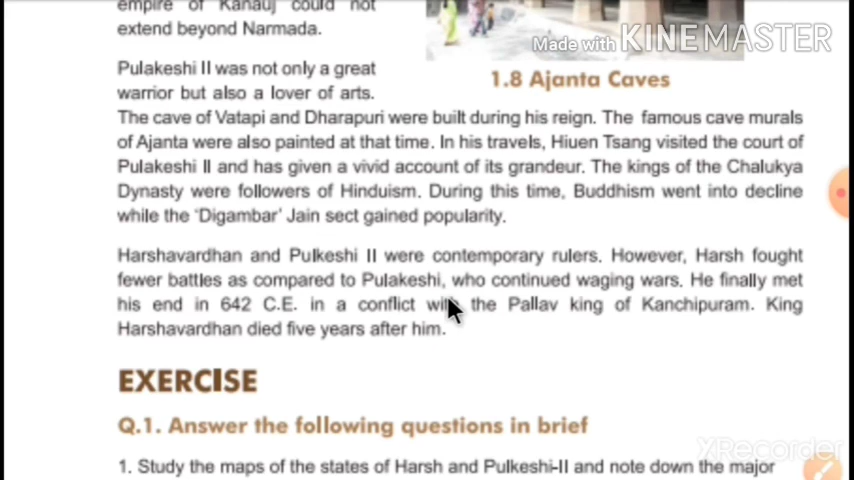 empire of Kanauj could not
extend beyond Narmada.
Made with KINEMASTER
Pulakeshi II was not only a great
warrior but also a lover of arts.
1.8 Ajanta Caves
The cave of Vatapi and Dharapuri were built during his reign. The famous cave murals
of Ajanta were also painted at that time. In his travels, Hiuen Tsang visited the court of
Pulakeshi II and has given a vivid account of its grandeur. The kings of the Chalukya
Dynasty were followers of Hinduism. During this time, Buddhism went into decline
while the 'Digambar' Jain sect gained popularity.
Harshavardhan and Pulkeshi II were contemporary rulers. However, Harsh fought
fewer battles as compared to Pulakeshi, who continued waging wars. He finally met
his end in 642 C.E. in a conflict with the Pallav king of Kanchipuram. King
Harshavardhan died five years after him.
EXERCISE
Q.1. Answer the following questions in brief
XRecorder
1. Study the maps of the states of Harsh and Pulkeshi-II and note down the major